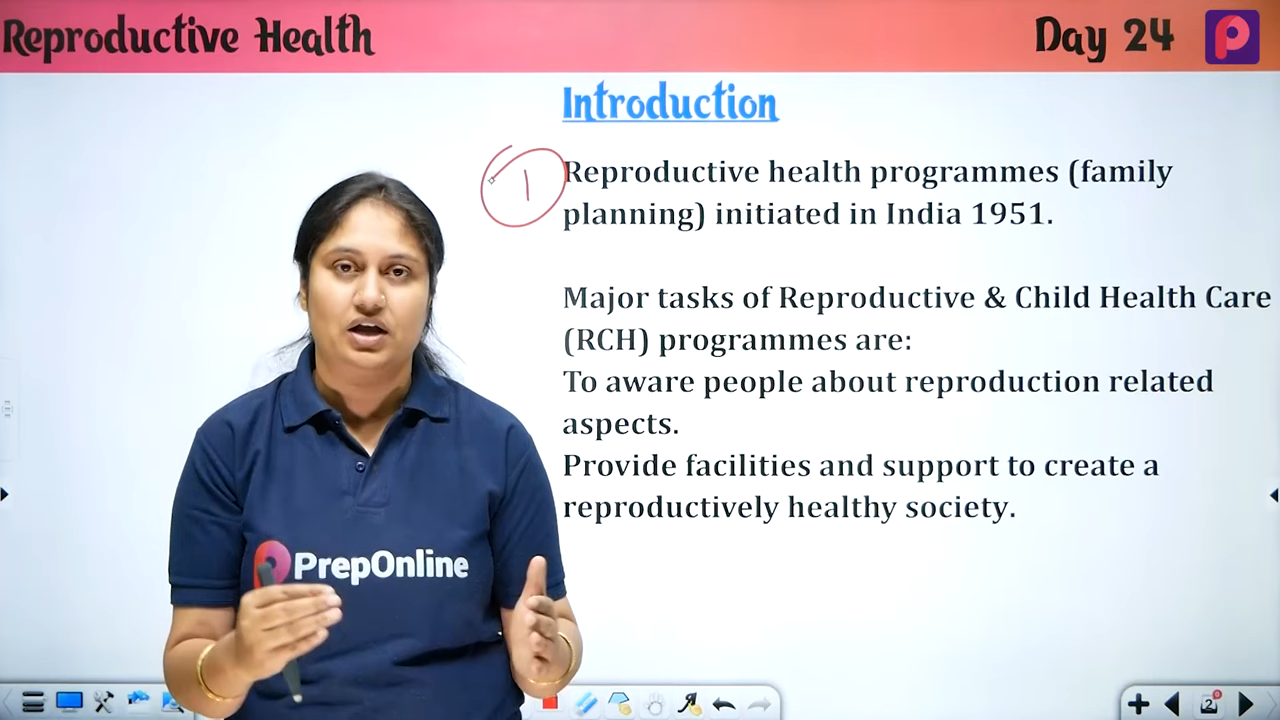 Reproductive Health
Day 24
Introduction
1
Reproductive health programmes (family
planning) initiated in India 1951.
Major tasks of Reproductive & Child Health Care
(RCH) programmes are:
To aware people about reproduction related
aspects.
Provide facilities and support to create a
reproductively healthy society.
PrepOnline
2